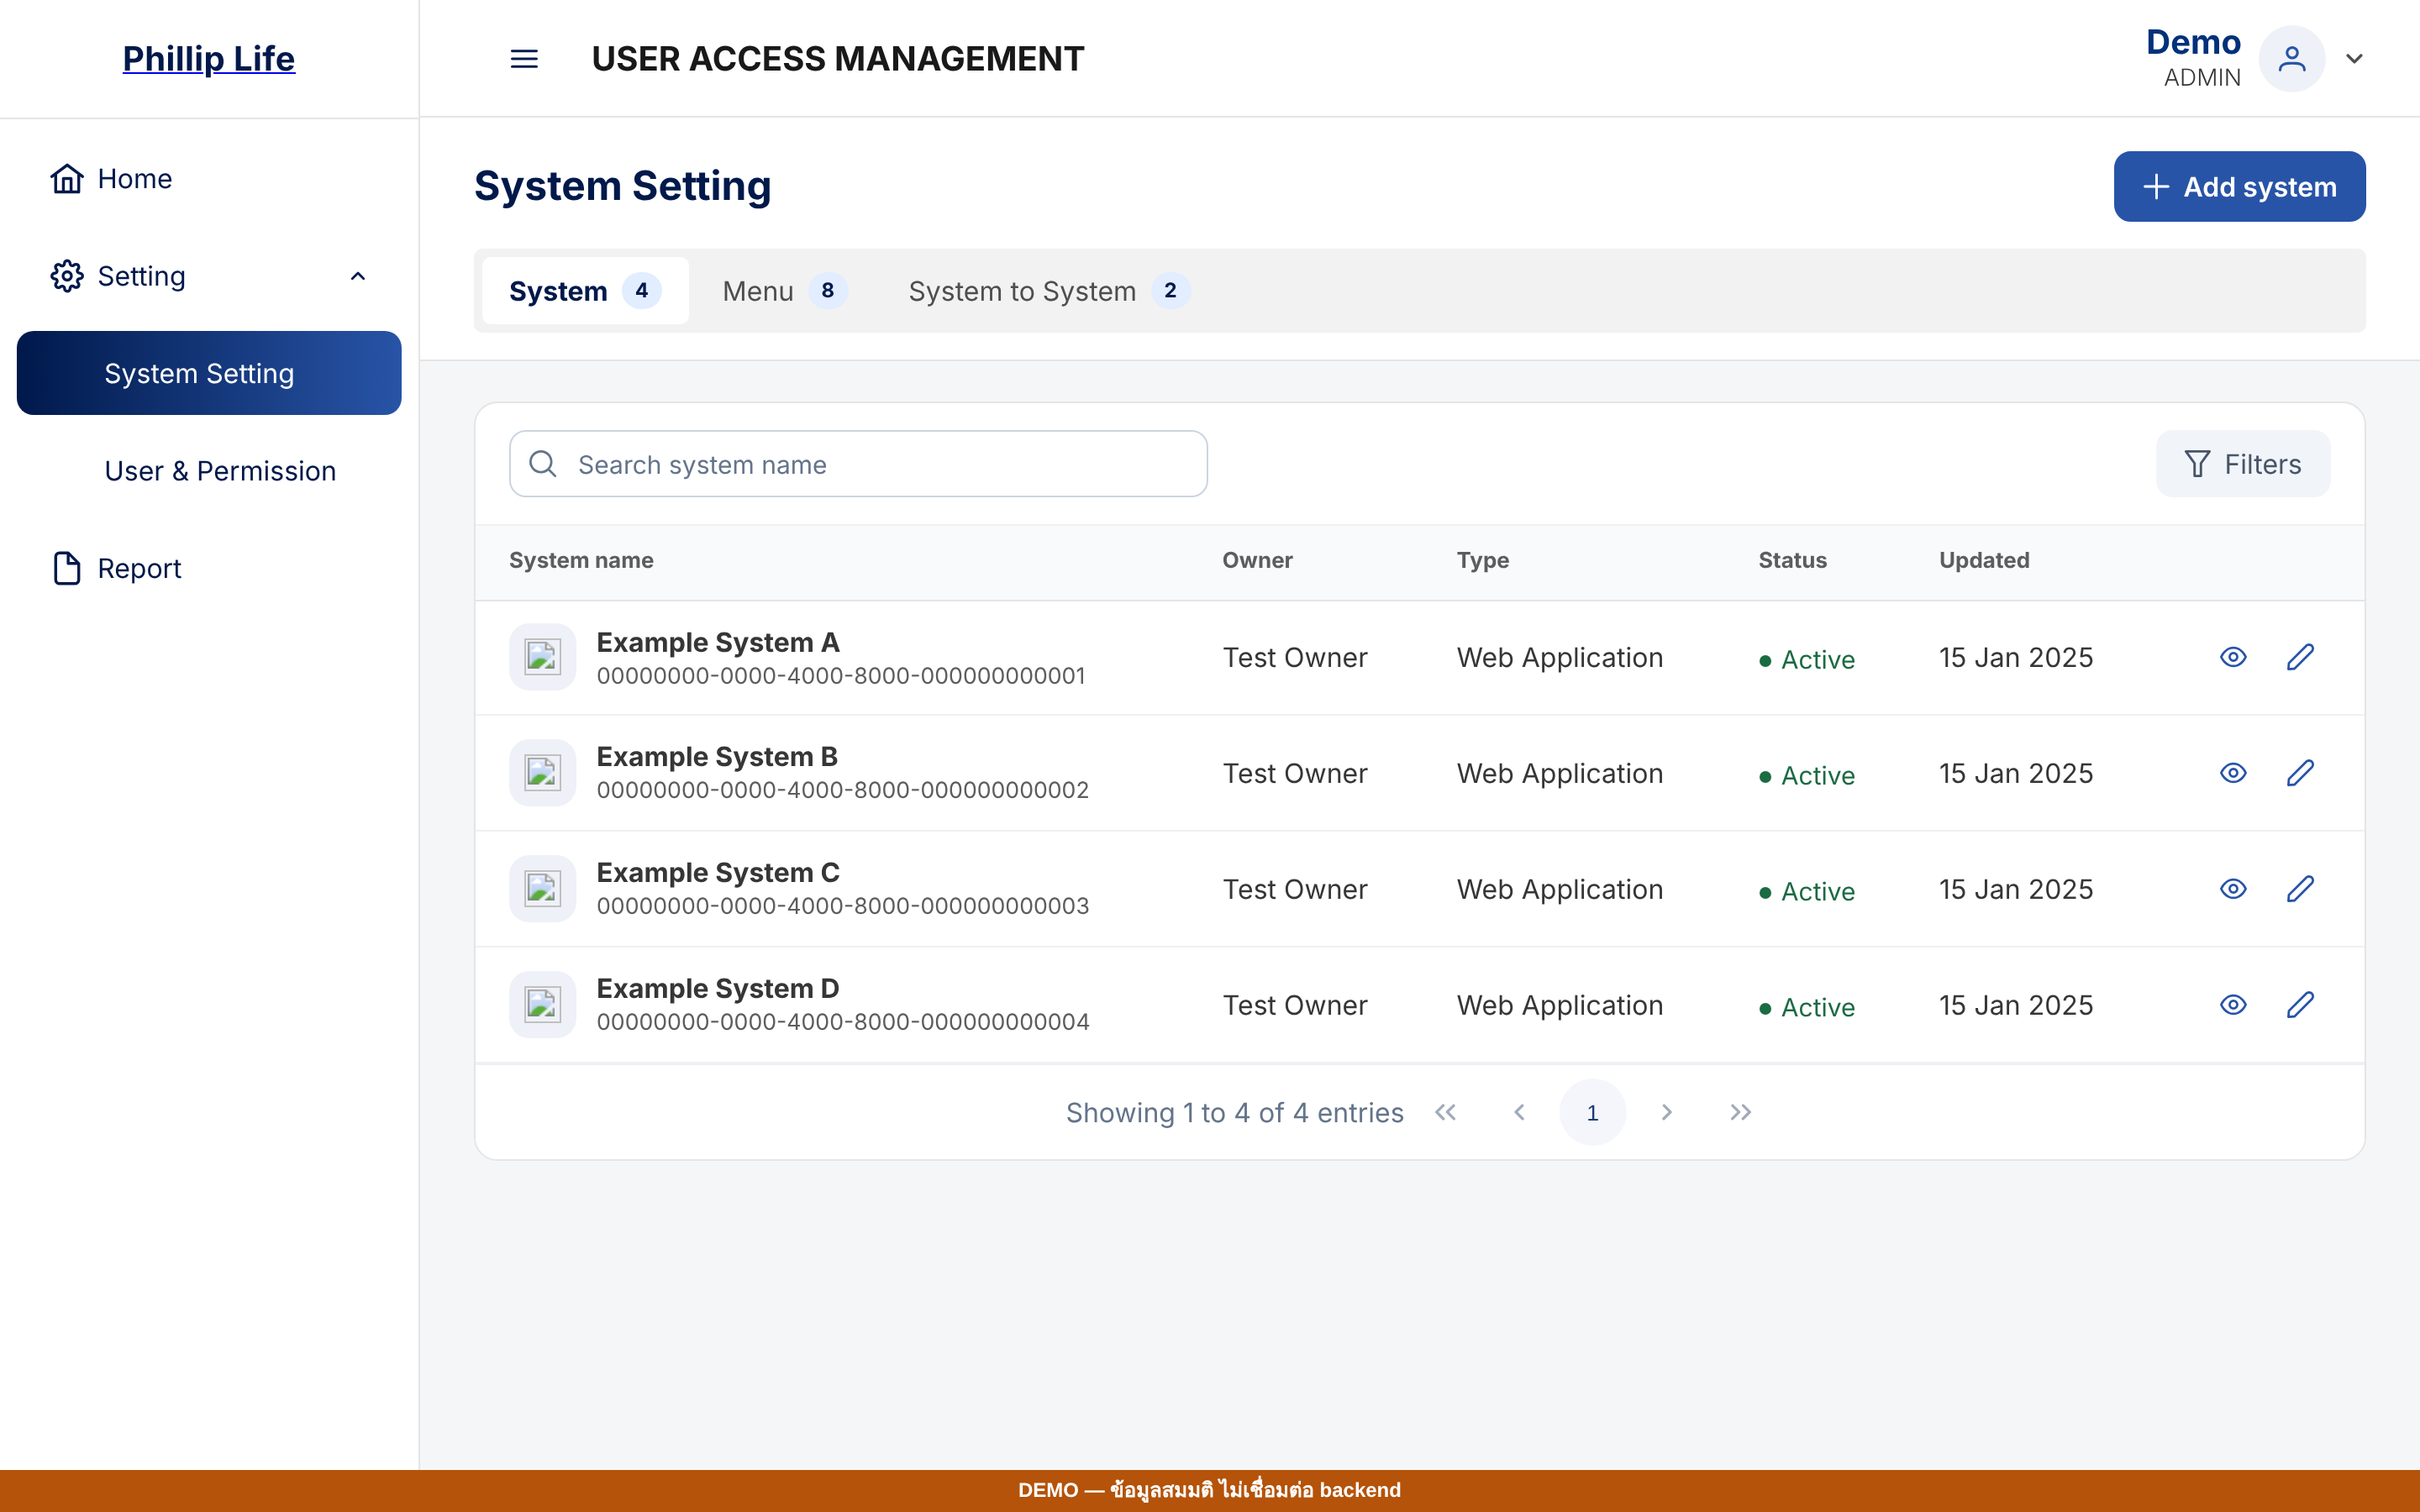 Phillip Life
USER ACCESS MANAGEMENT
Demo
ADMIN
Home
Setting
System Setting
User & Permission
Report
System Setting
Add system
System 4
Menu 8
System to System 2
Search system name
Filters
System name Owner Type Status Updated
Example System A
00000000-0000-4000-8000-000000000001
Test Owner Web Application Active 15 Jan 2025
Example System B
00000000-0000-4000-8000-000000000002
Test Owner Web Application Active 15 Jan 2025
Example System C
00000000-0000-4000-8000-000000000003
Test Owner Web Application Active 15 Jan 2025
Example System D
00000000-0000-4000-8000-000000000004
Test Owner Web Application Active 15 Jan 2025
Showing 1 to 4 of 4 entries 1
DEMO — ข้อมูลสมมติ ไม่เชื่อมต่อ backend